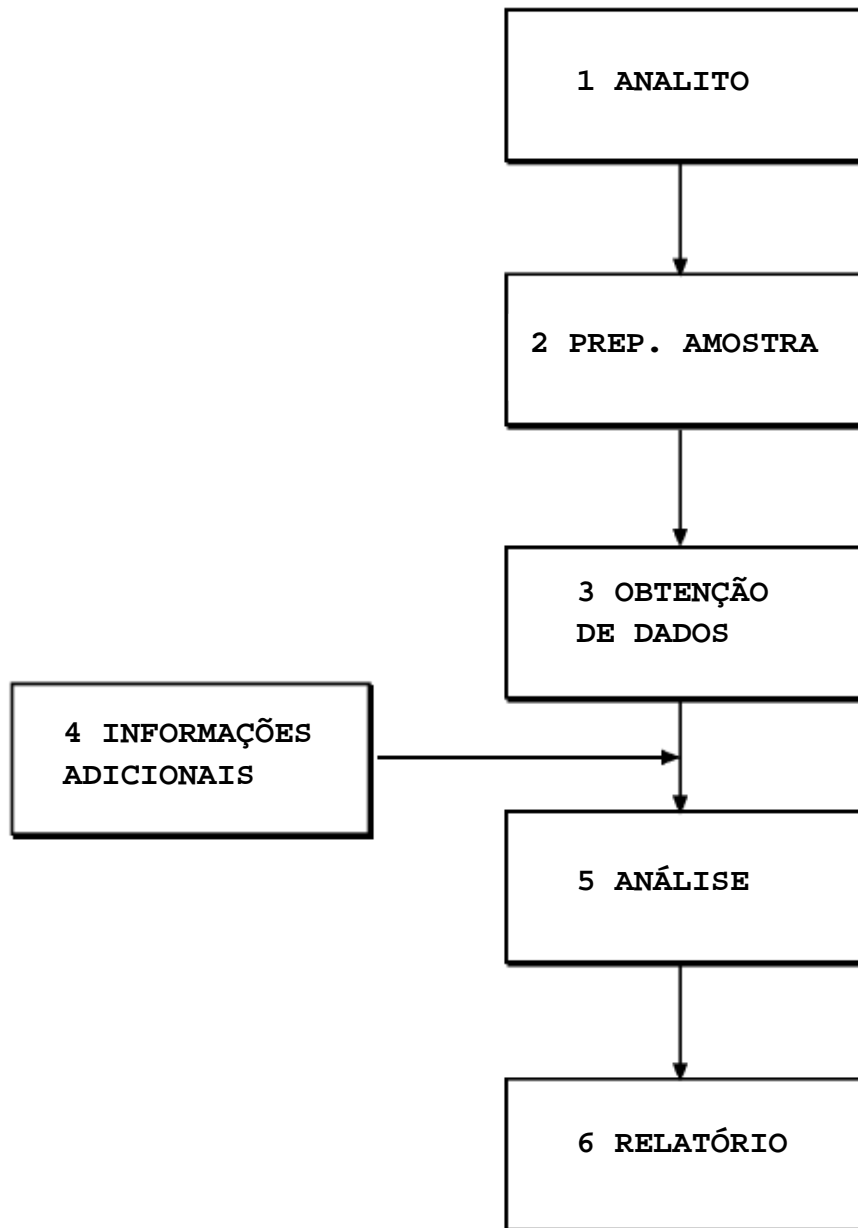 1 ANALITO
2 PREP. AMOSTRA
3 OBTENÇÃO
DE DADOS
4 INFORMAÇÕES
ADICIONAIS
5 ANÁLISE
6 RELATÓRIO